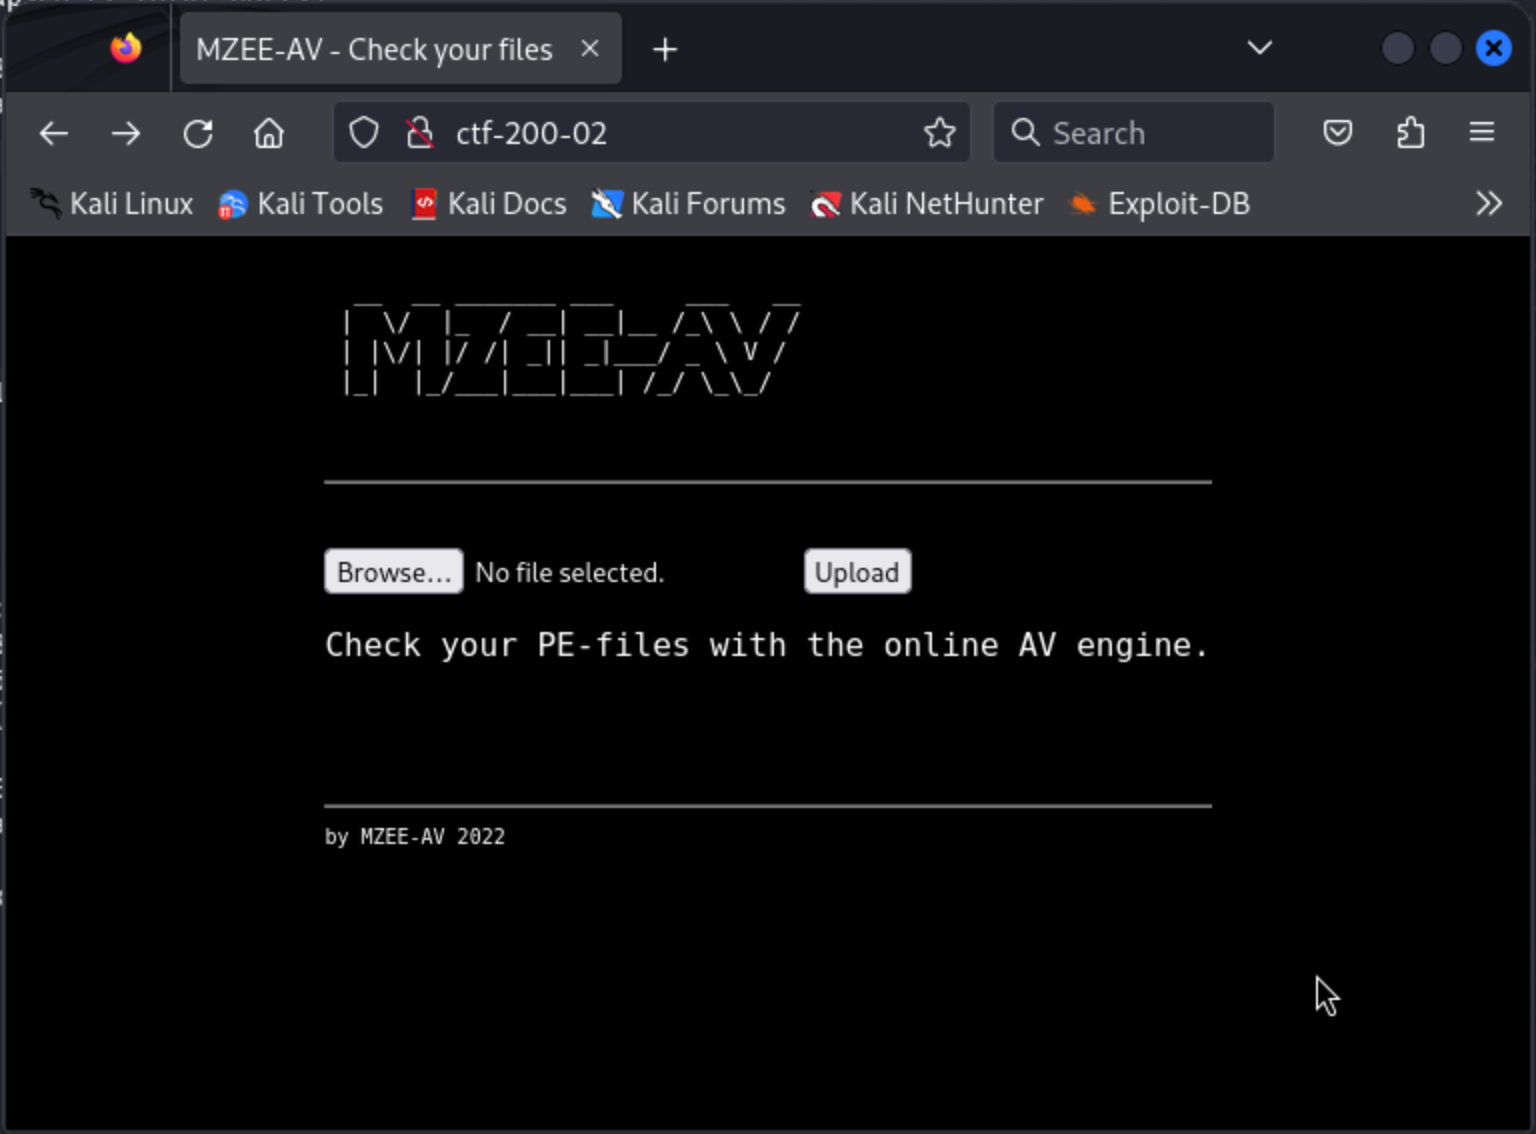 MZEE-AV - Check your files
ctf-200-02
Search
Kali Linux Kali Tools Kali Docs Kali Forums Kali NetHunter Exploit-DB
MZEE-AV
Browse... No file selected. Upload
Check your PE-files with the online AV engine.
by MZEE-AV 2022